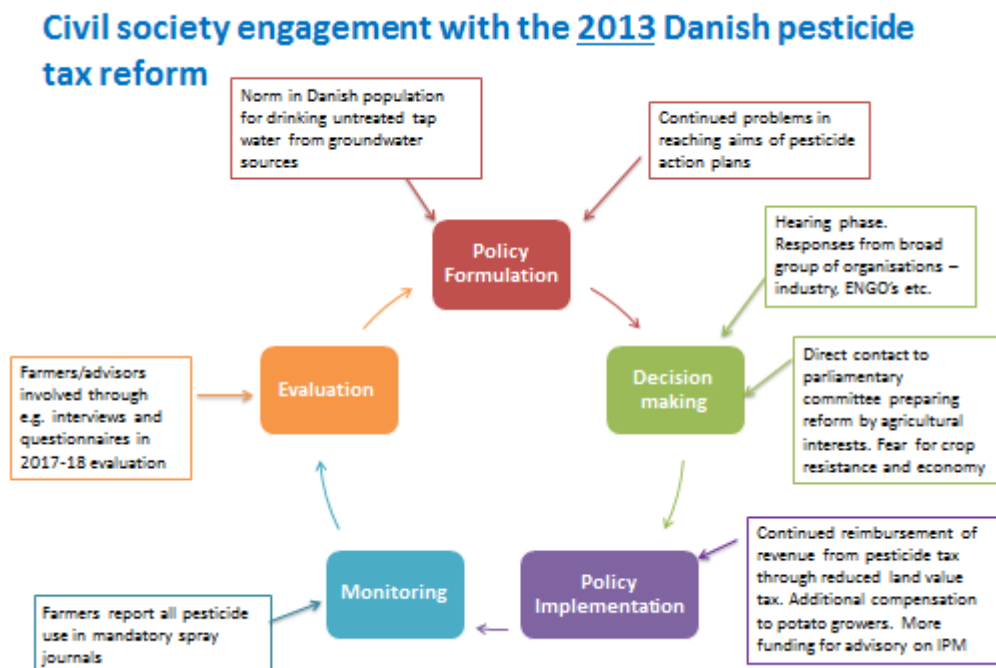 Civil society engagement with the 2013 Danish pesticide
tax reform
Norm in Danish population
for drinking untreated tap
water from groundwater
sources
Continued problems in
reaching aims of pesticide
action plans
Policy
Formulation
Hearing phase.
Responses from broad
group of organisations –
industry, ENGO's etc.
Evaluation
Decision
making
Farmers/advisors
involved through
e.g. interviews and
questionnaires in
2017-18 evaluation
Direct contact to
parliamentary
committee preparing
reform by agricultural
interests. Fear for crop
resistance and economy
Monitoring
Policy
Implementation
Continued reimbursement of
revenue from pesticide tax
through reduced land value
tax. Additional compensation
to potato growers. More
funding for advisory on IPM
Farmers report all pesticide
use in mandatory spray
journals